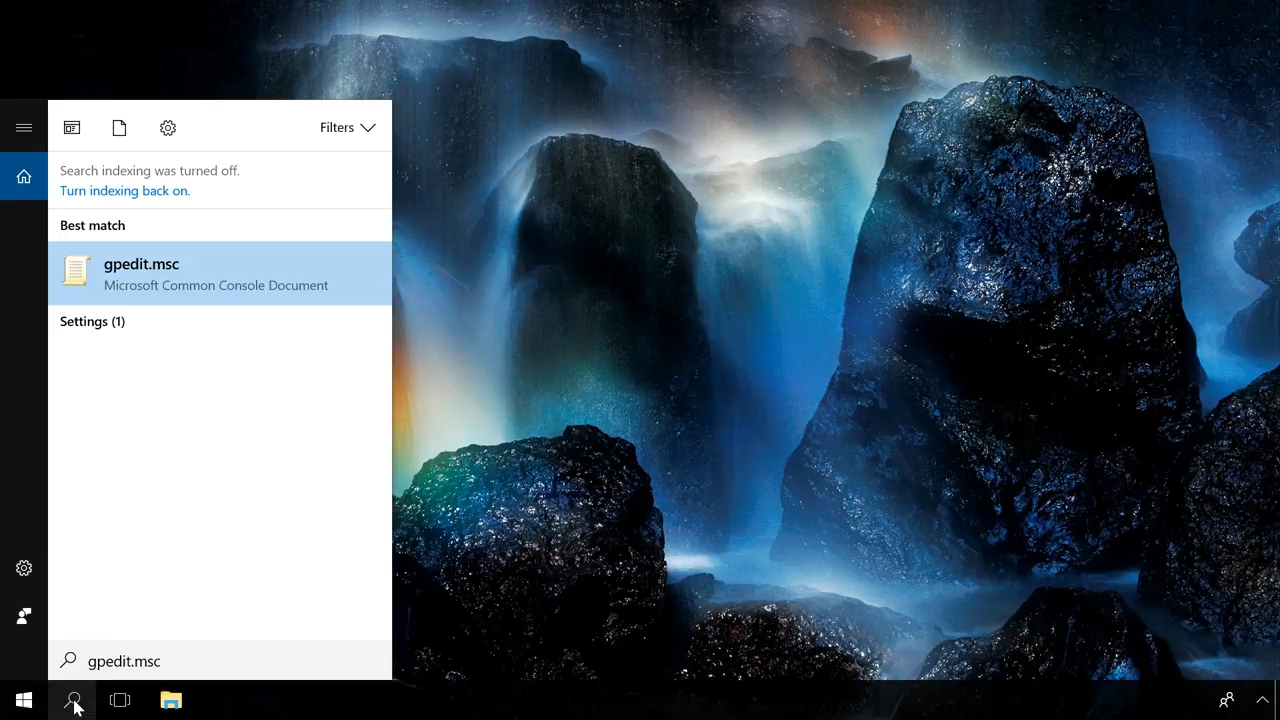 Filters
Search indexing was turned off.
Turn indexing back on.
Best match
gpedit.msc
Microsoft Common Console Document
Settings (1)
gpedit.msc